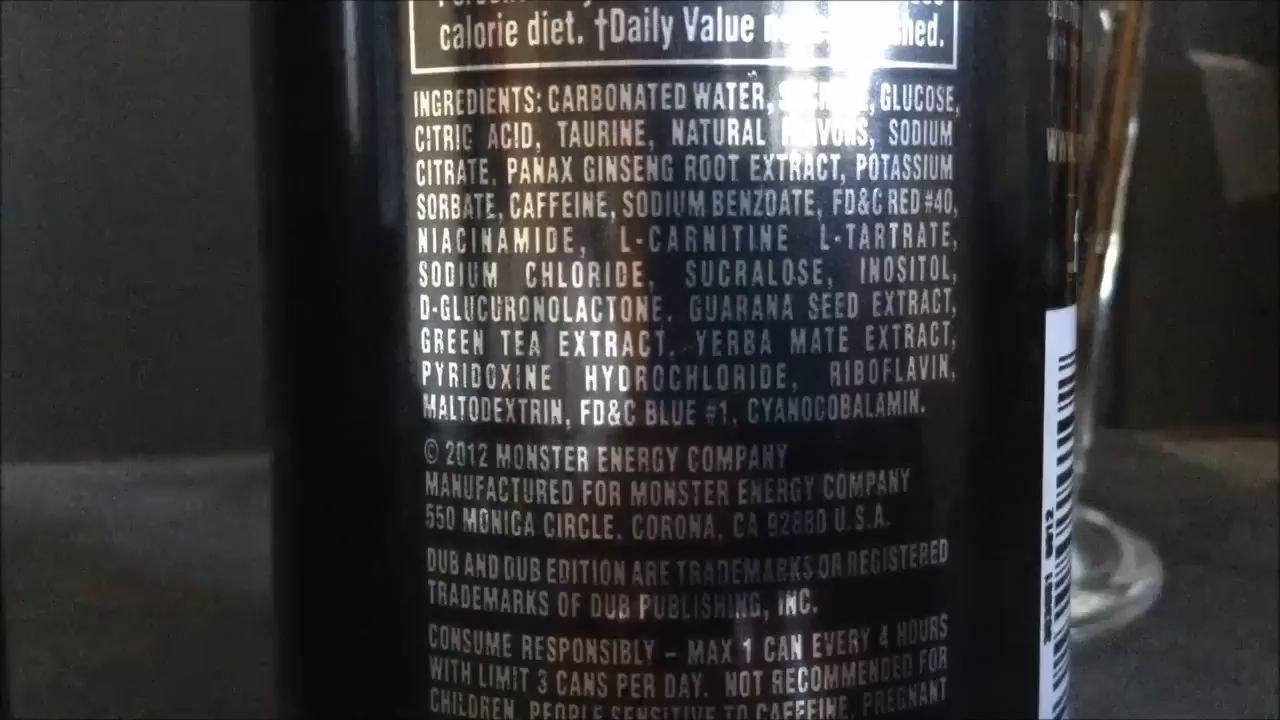 calorie diet. †Daily Value
INGREDIENTS: CARBONATED WATER, GLUCOSE,
CITRIC ACID, TAURINE, NATURAL FLAVORS, SODIUM
CITRATE, PANAX GINSENG ROOT EXTRACT, POTASSIUM
SORBATE, CAFFEINE, SODIUM BENZOATE, FD&C RED #40,
NIACINAMIDE, L-CARNITINE L-TARTRATE,
SODIUM CHLORIDE, SUCRALOSE, INOSITOL,
D-GLUCURONOLACTONE, GUARANA SEED EXTRACT,
GREEN TEA EXTRACT, YERBA MATE EXTRACT,
PYRIDOXINE HYDROCHLORIDE, RIBOFLAVIN,
MALTODEXTRIN, FD&C BLUE #1, CYANOCOBALAMIN.
© 2012 MONSTER ENERGY COMPANY
MANUFACTURED FOR MONSTER ENERGY COMPANY
550 MONICA CIRCLE, CORONA, CA 92880 U.S.A.
DUB AND DUB EDITION ARE TRADEMARKS OR REGISTERED
TRADEMARKS OF DUB PUBLISHING, INC.
CONSUME RESPONSIBLY – MAX 1 CAN EVERY 4 HOURS
WITH LIMIT 3 CANS PER DAY. NOT RECOMMENDED FOR
CHILDREN, PEOPLE SENSITIVE TO CAFFEINE, PREGNANT